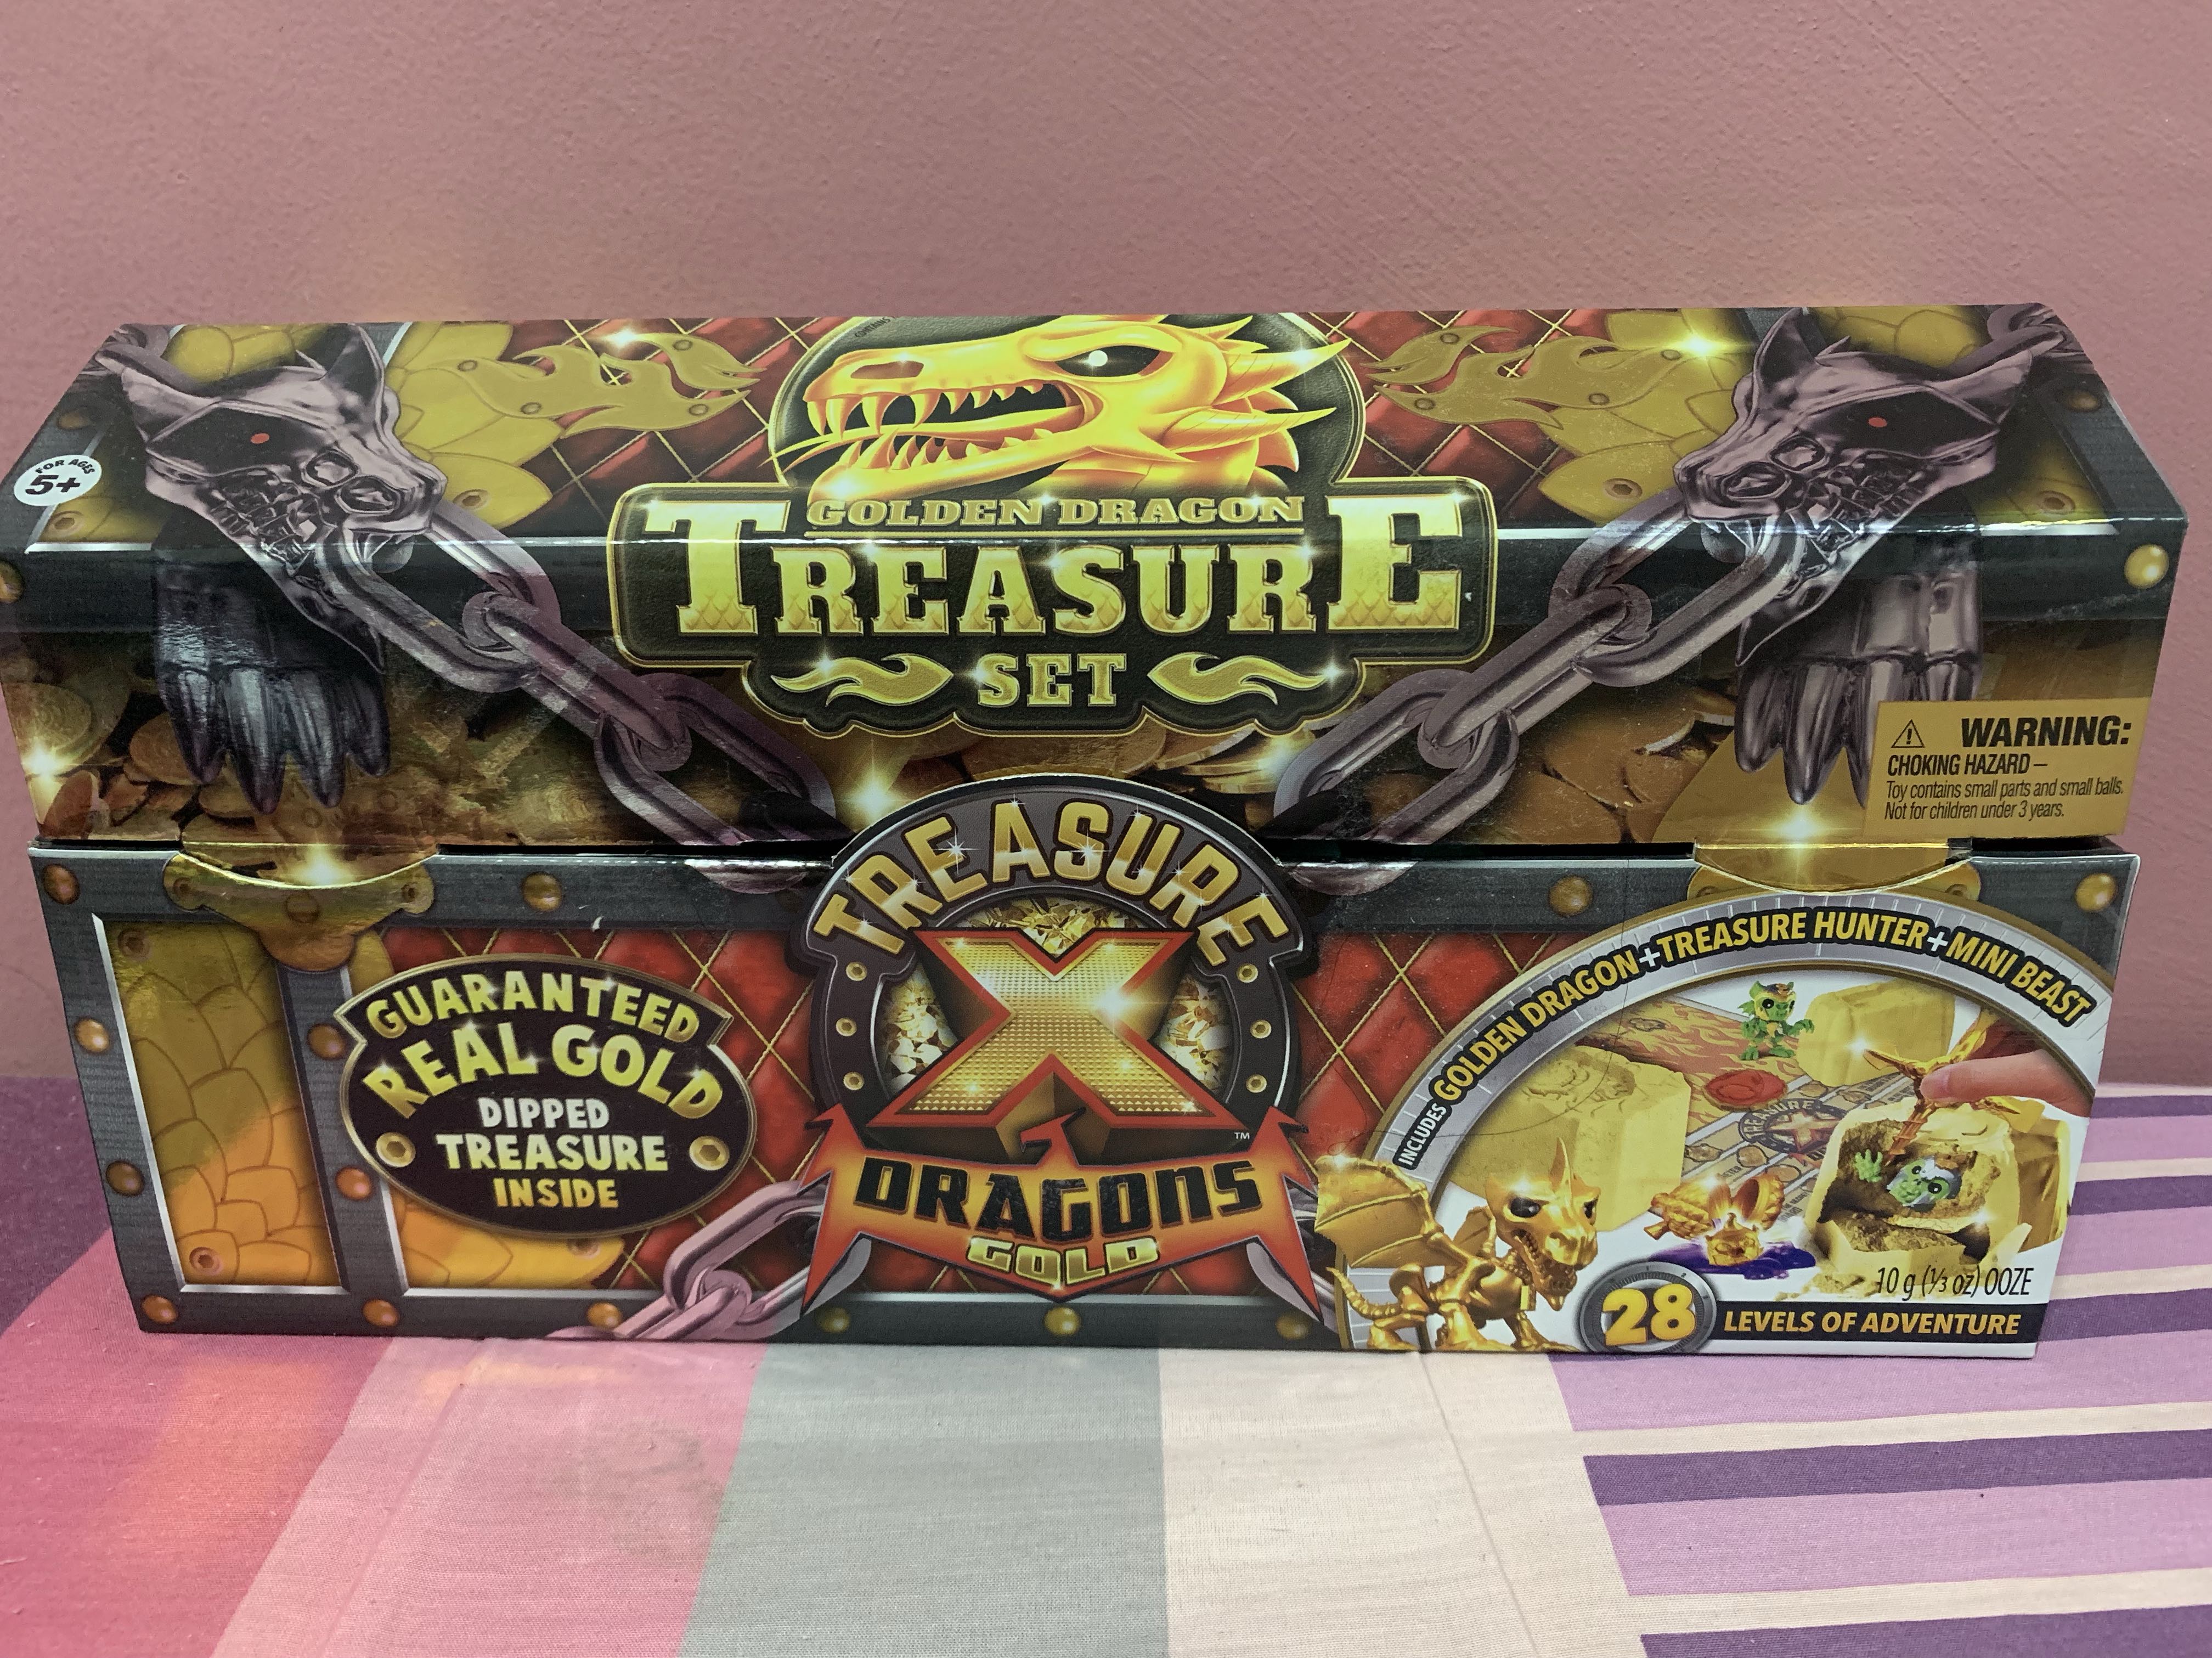 FOR AGES
5+
GOLDEN DRAGON
TREASURE
SET
WARNING:
CHOKING HAZARD –
Toy contains small parts and small balls.
Not for children under 3 years.
TREASURE
X
TM
DRAGONS
GOLD
GUARANTEED
REAL GOLD
DIPPED
TREASURE
INSIDE
INCLUDES GOLDEN DRAGON+TREASURE HUNTER+MINI BEAST
TREASURE
X
10 g (⅓ oz) OOZE
28 LEVELS OF ADVENTURE